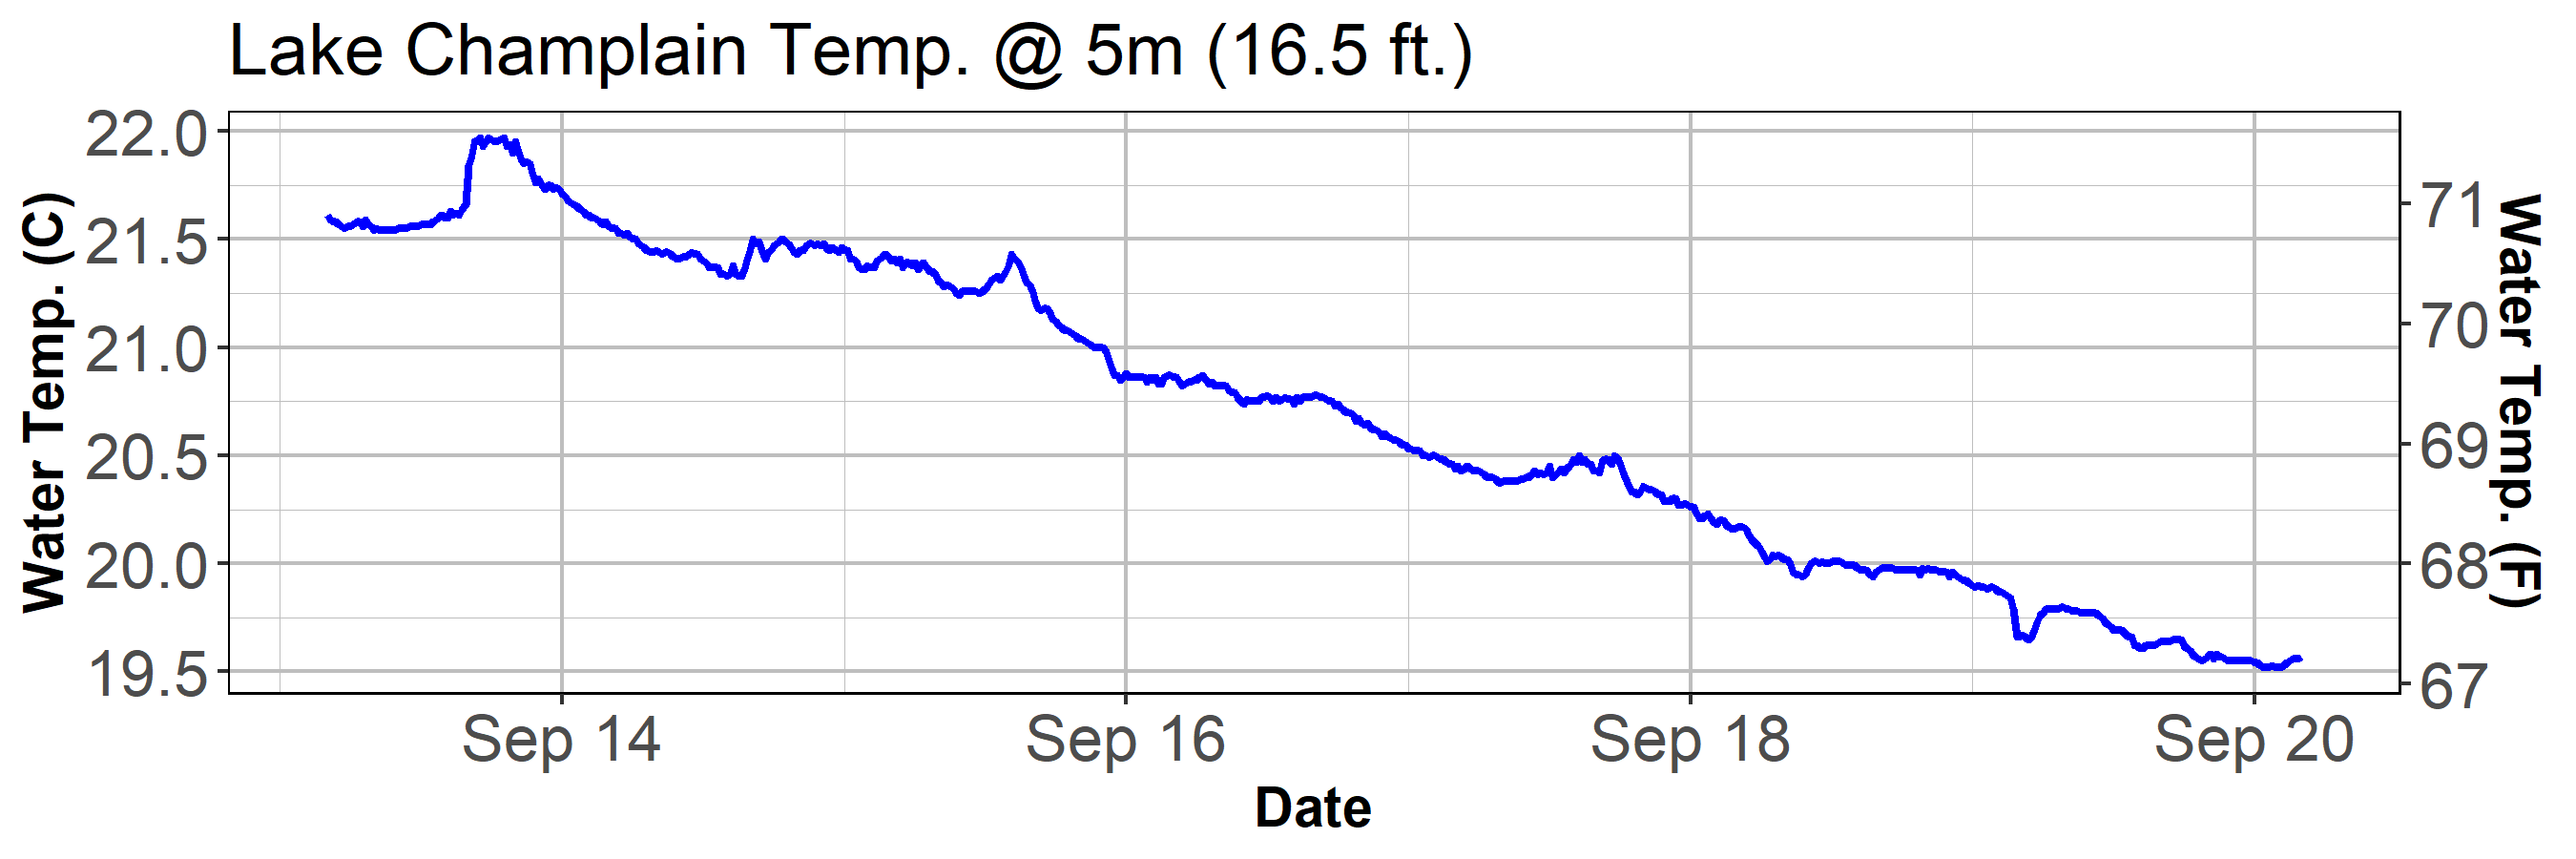 Lake Champlain Temp. @ 5m (16.5 ft.)
Water Temp. (C)
22.0
21.5
21.0
20.5
20.0
19.5
71
70
69
68
67
Water Temp. (F)
Sep 14 Sep 16 Sep 18 Sep 20
Date